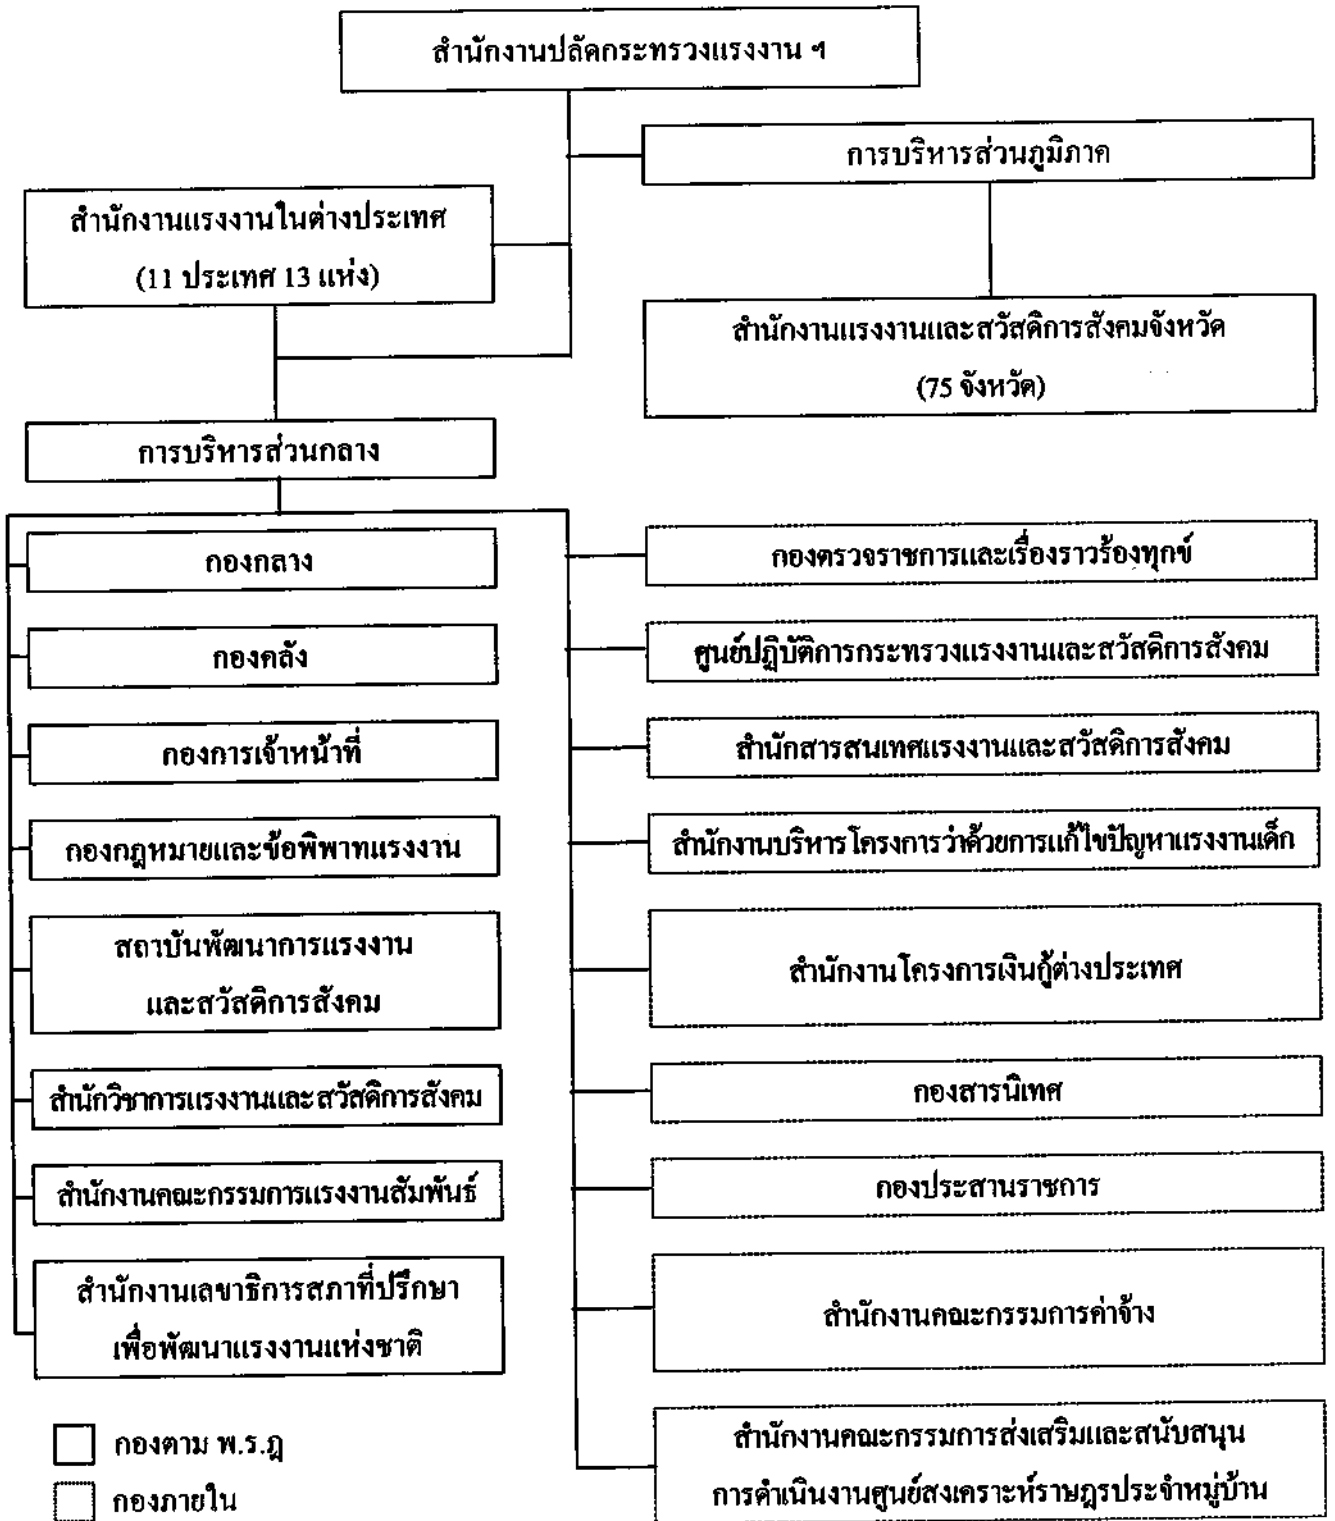 สำนักงานปลัดกระทรวงแรงงาน ฯ
การบริหารส่วนภูมิภาค
สำนักงานแรงงานในต่างประเทศ
(11 ประเทศ 13 แห่ง)
สำนักงานแรงงานและสวัสดิการสังคมจังหวัด
(75 จังหวัด)
การบริหารส่วนกลาง
กองกลาง
กองคลัง
กองการเจ้าหน้าที่
กองกฎหมายและข้อพิพาทแรงงาน
สถาบันพัฒนาการแรงงาน
และสวัสดิการสังคม
สำนักวิชาการแรงงานและสวัสดิการสังคม
สำนักงานคณะกรรมการแรงงานสัมพันธ์
สำนักงานเลขาธิการสภาที่ปรึกษา
เพื่อพัฒนาแรงงานแห่งชาติ
กองตรวจราชการและเรื่องราวร้องทุกข์
ศูนย์ปฏิบัติการกระทรวงแรงงานและสวัสดิการสังคม
สำนักสารสนเทศแรงงานและสวัสดิการสังคม
สำนักงานบริหารโครงการว่าด้วยการแก้ไขปัญหาแรงงานเด็ก
สำนักงานโครงการเงินกู้ต่างประเทศ
กองสารนิเทศ
กองประสานราชการ
สำนักงานคณะกรรมการค่าจ้าง
สำนักงานคณะกรรมการส่งเสริมและสนับสนุน
การดำเนินงานศูนย์สงเคราะห์ราษฎรประจำหมู่บ้าน
กองตาม พ.ร.ฎ
กองภายใน